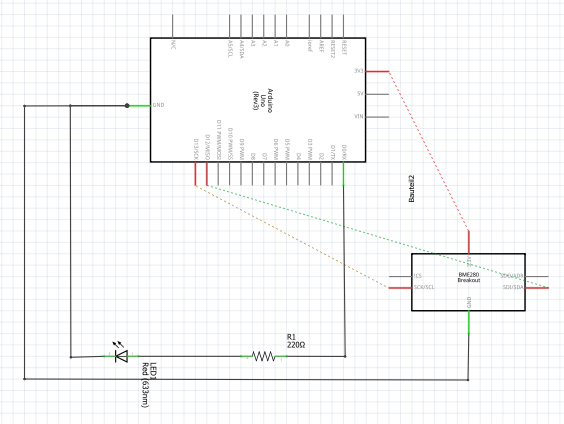 N/C
A5/SCL
A4/SDA
A3
A2
A1
A0
ioref
AREF
RESET2
RESET
3V3
5V
VIN
GND
Arduino
Uno
(Rev3)
D13/SCK
D12/MISO
D11 PWM/MOSI
D10 PWM/SS
D9 PWM
D8
D7
D6 PWM
D5 PWM
D4
D3 PWM
D2
D1/TX
D0/RX
Bauteil2
BME280
Breakout
!CS
SCK/SCL
SDO/ADR
SDI/SDA
GND
R1
220Ω
LED1
Red (633nm)